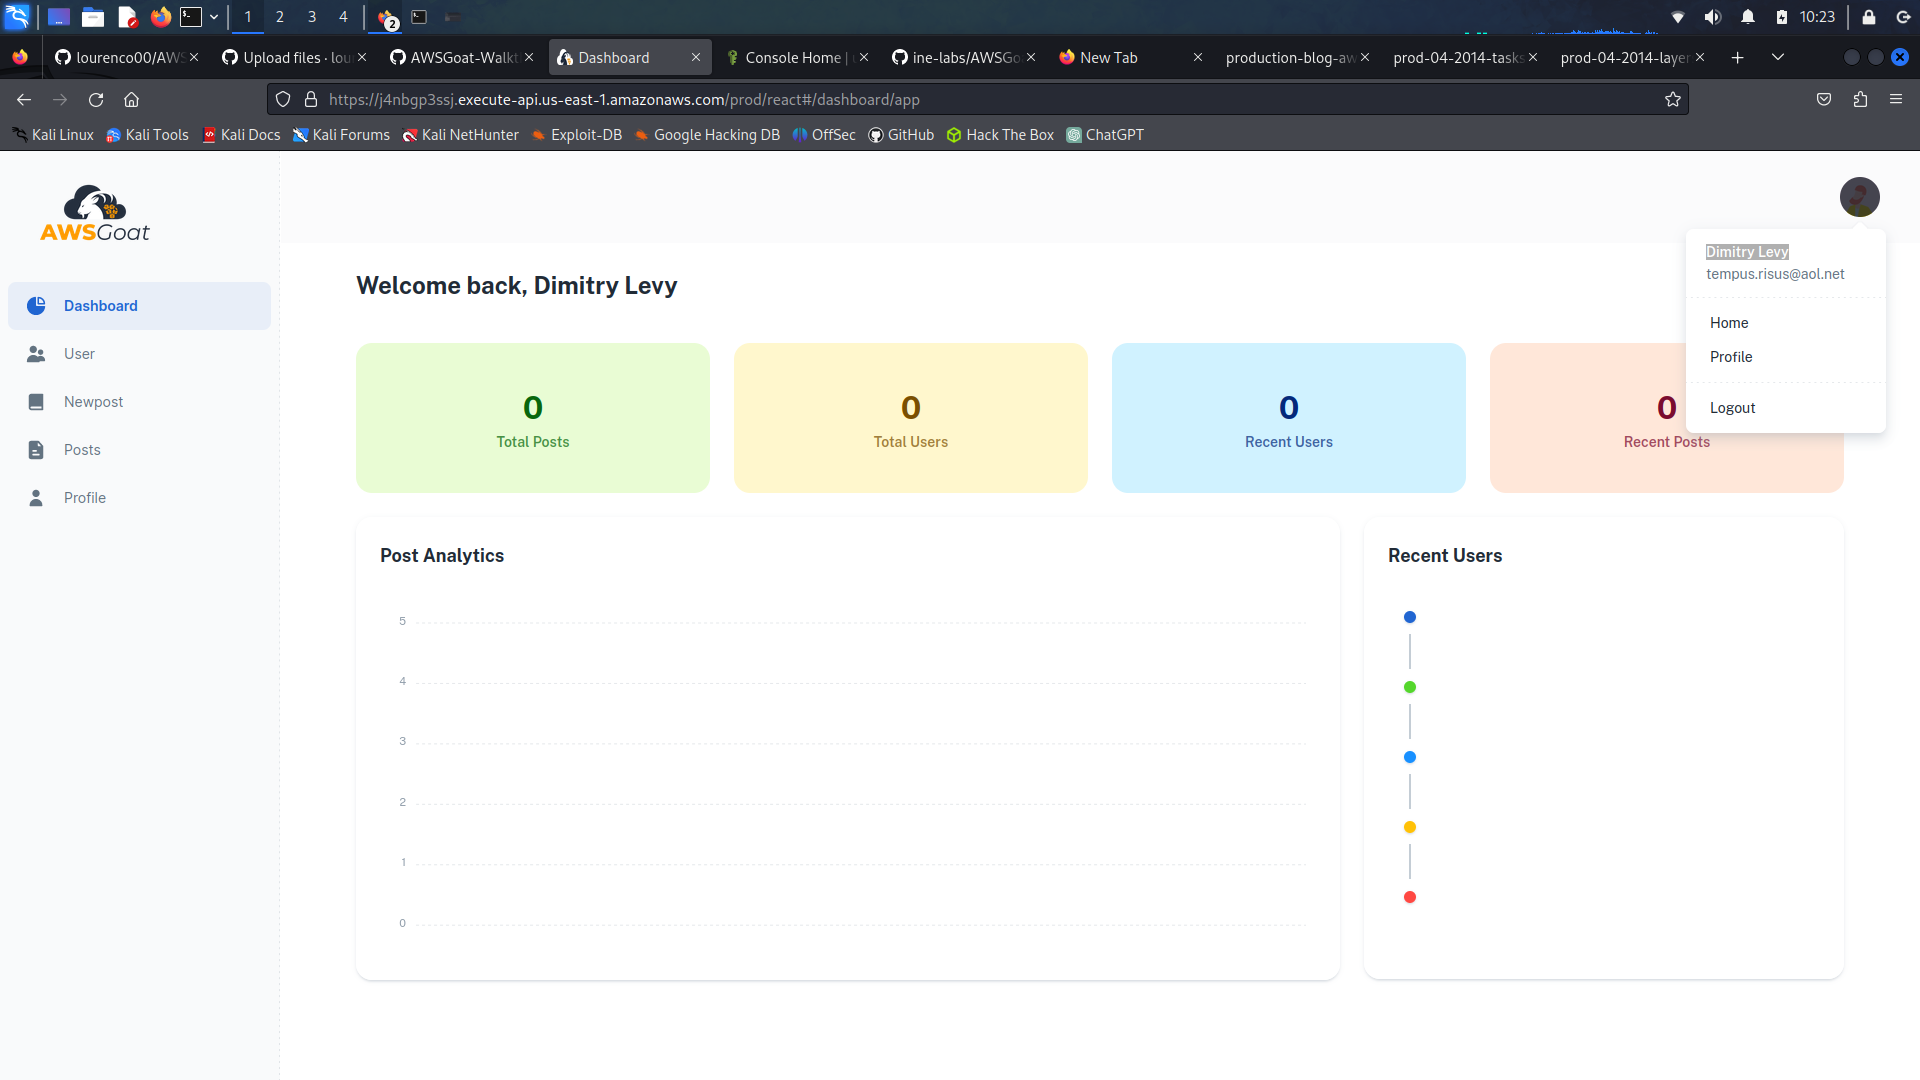 1 2 3 4 2 10:23
lourenco00/AWS Upload files · lou AWSGoat-Walkt Dashboard Console Home | ine-labs/AWSGo New Tab production-blog-aw prod-04-2014-tasks prod-04-2014-layer
https://j4nbgp3ssj.execute-api.us-east-1.amazonaws.com/prod/react#/dashboard/app
Kali Linux Kali Tools Kali Docs Kali Forums Kali NetHunter Exploit-DB Google Hacking DB OffSec GitHub Hack The Box ChatGPT
AWSGoat
Dashboard
User
Newpost
Posts
Profile
Dimitry Levy
tempus.risus@aol.net
Home
Profile
Logout
Welcome back, Dimitry Levy
0
Total Posts
0
Total Users
0
Recent Users
0
Recent Posts
Post Analytics
5
4
3
2
1
0
Recent Users